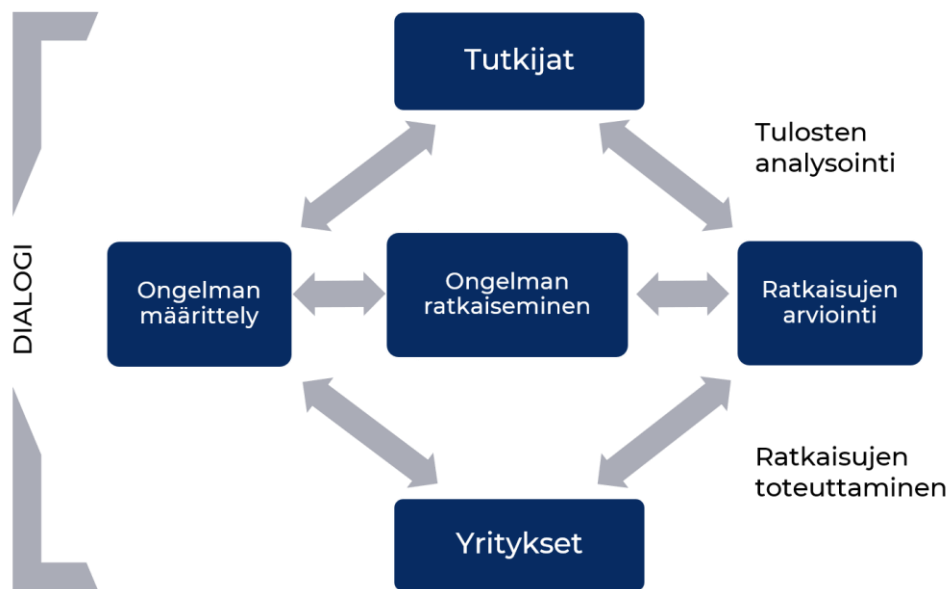 Tutkijat
Tulosten
analysointi
DIALOGI
Ongelman
määrittely
Ongelman
ratkaiseminen
Ratkaisujen
arviointi
Ratkaisujen
toteuttaminen
Yritykset